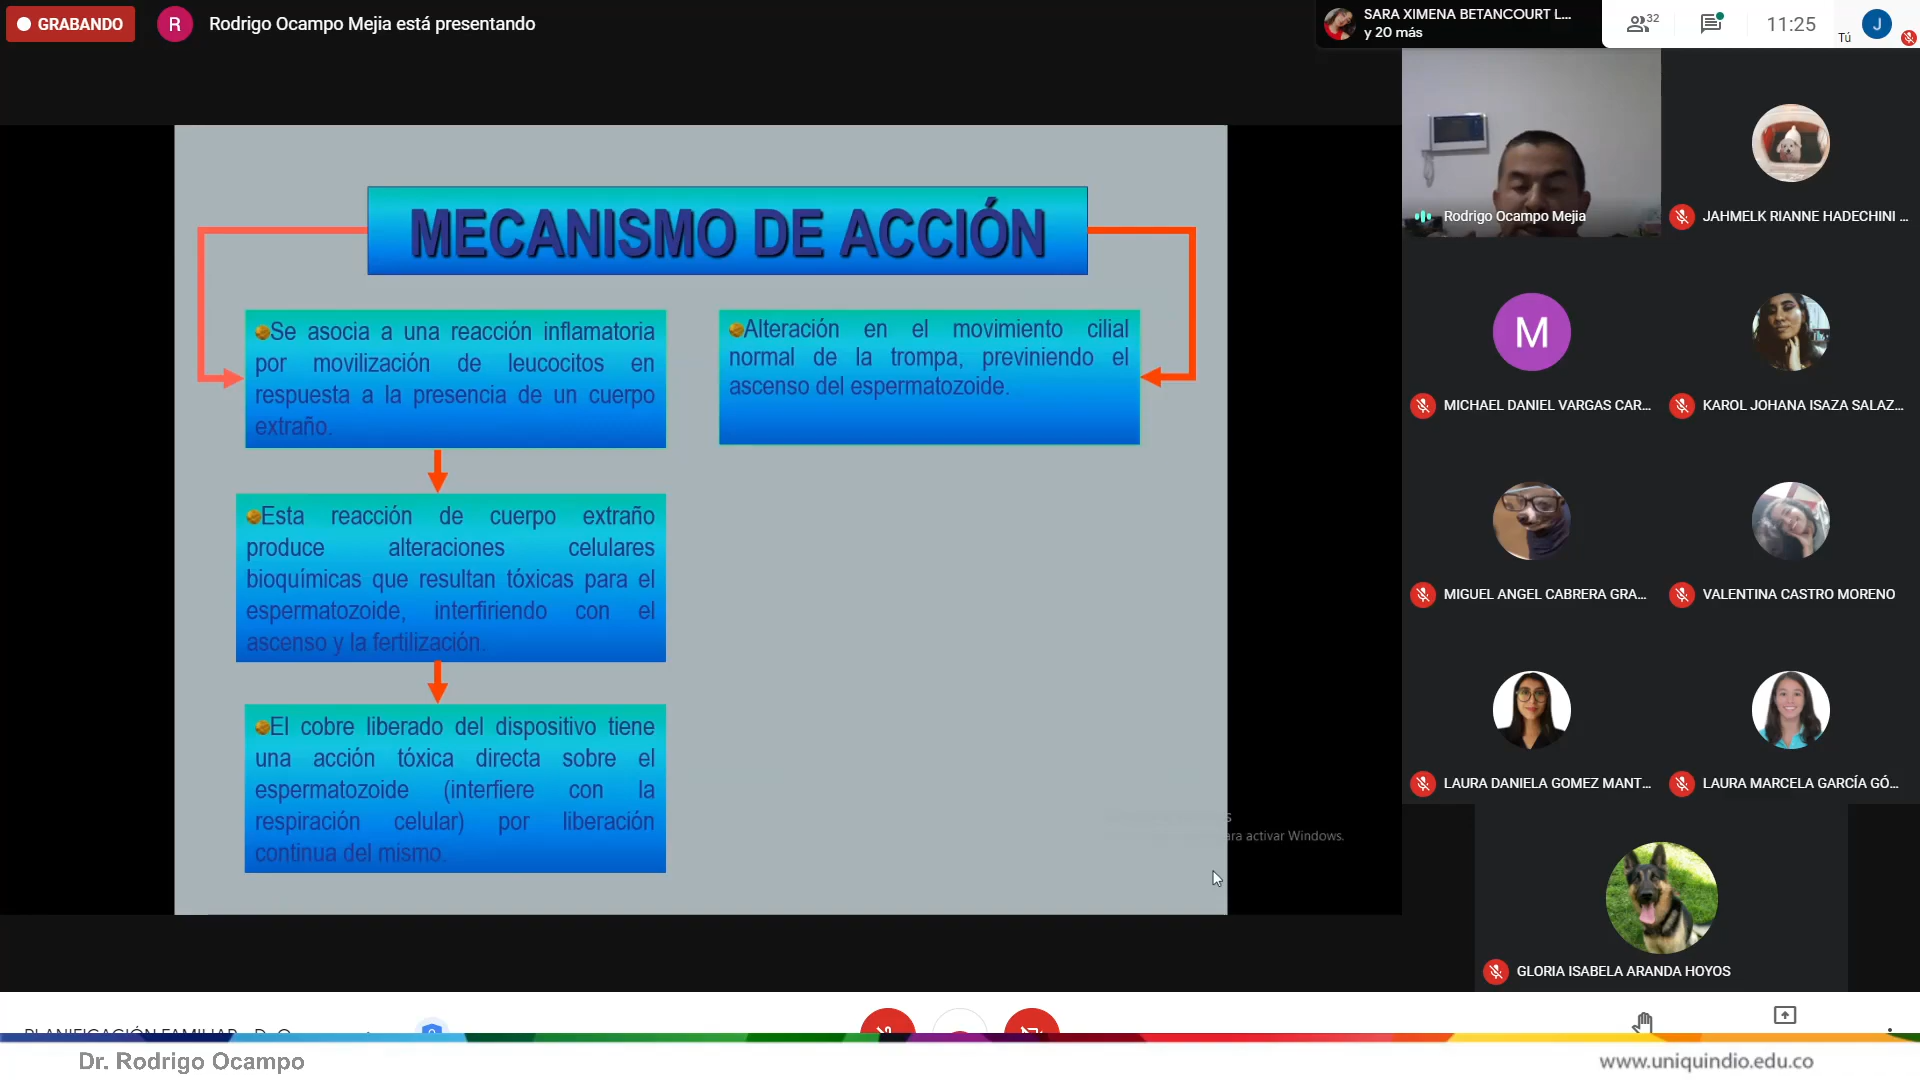 GRABANDO
R
Rodrigo Ocampo Mejia está presentando
SARA XIMENA BETANCOURT L...
y 20 más
32
11:25
Tú
J
MECANISMO DE ACCIÓN
Se asocia a una reacción inflamatoria
por movilización de leucocitos en
respuesta a la presencia de un cuerpo
extraño.
Alteración en el movimiento cilial
normal de la trompa, previniendo el
ascenso del espermatozoide.
Esta reacción de cuerpo extraño
produce alteraciones celulares
bioquímicas que resultan tóxicas para el
espermatozoide, interfiriendo con el
ascenso y la fertilización.
El cobre liberado del dispositivo tiene
una acción tóxica directa sobre el
espermatozoide (interfiere con la
respiración celular) por liberación
continua del mismo.
activar Windows.
Rodrigo Ocampo Mejia
JAHMELK RIANNE HADECHINI ...
M
MICHAEL DANIEL VARGAS CAR...
KAROL JOHANA ISAZA SALAZ...
MIGUEL ANGEL CABRERA GRA...
VALENTINA CASTRO MORENO
LAURA DANIELA GOMEZ MANT...
LAURA MARCELA GARCÍA GÓ...
GLORIA ISABELA ARANDA HOYOS
PLANIFICACIÓN FAMILIAR
Dr. Rodrigo Ocampo
www.uniquindio.edu.co